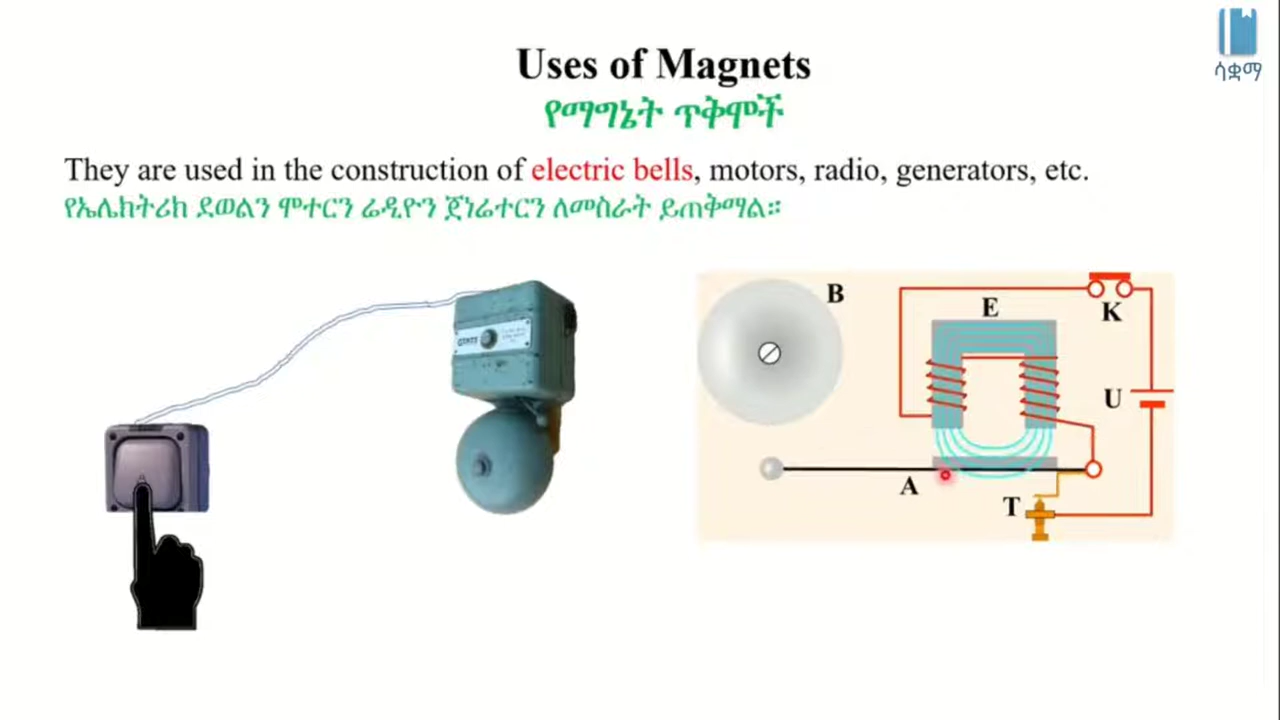 ሳቋማ
Uses of Magnets
የማግኔት ጥቅሞች
They are used in the construction of electric bells, motors, radio, generators, etc.
የኤሌክትሪክ ደወልን ሞተርን ሬዲዮን ጀነሬተርን ለመስራት ይጠቅማል።
B
E
K
U
A
T